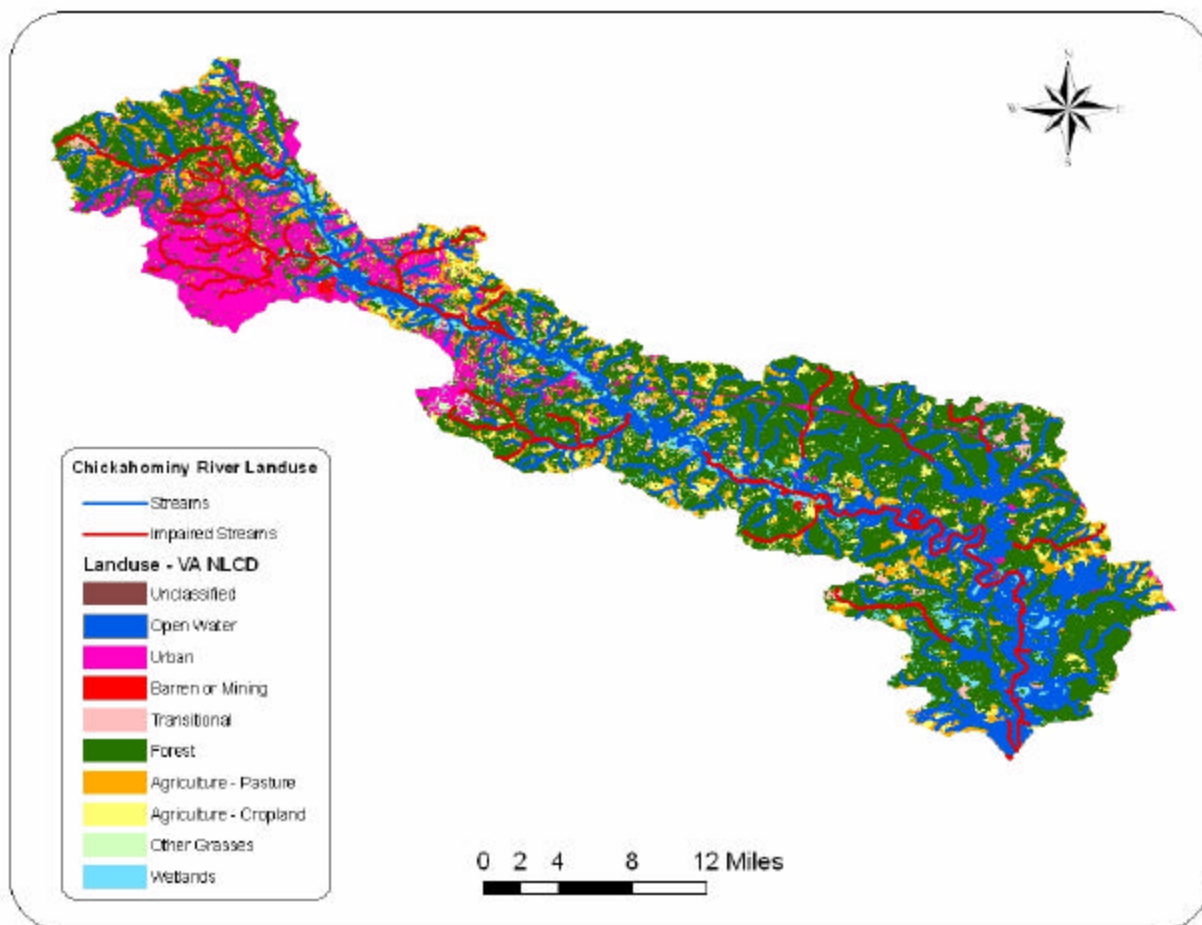 N
W
E
S
Chickahominy River Landuse
Streams
Impaired Streams
Landuse - VA NLCD
Unclassified
Open Water
Urban
Barren or Mining
Transitional
Forest
Agriculture - Pasture
Agriculture - Cropland
Other Grasses
Wetlands
0 2 4 8 12 Miles